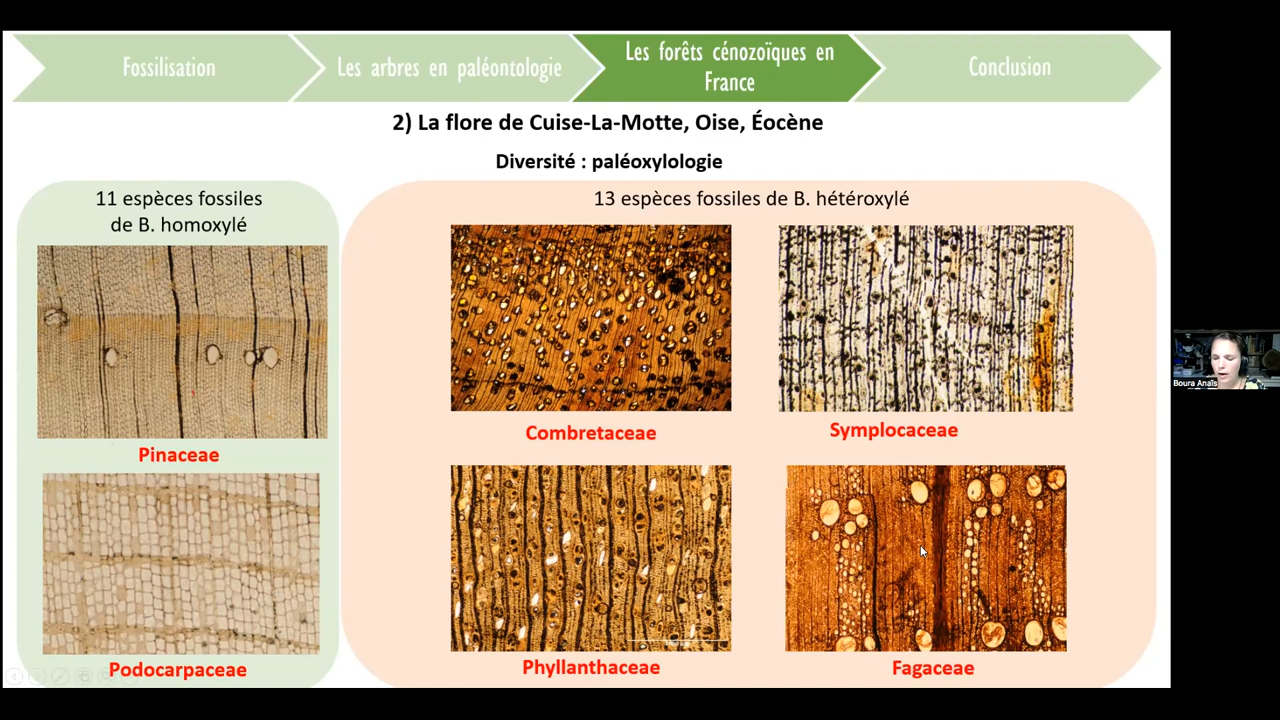 Fossilisation
Les arbres en paléontologie
Les forêts cénozoïques en
France
Conclusion
2) La flore de Cuise-La-Motte, Oise, Éocène
Diversité : paléoxylologie
11 espèces fossiles
de B. homoxylé
13 espèces fossiles de B. hétéroxylé
Pinaceae
Podocarpaceae
Combretaceae
Symplocaceae
Phyllanthaceae
Fagaceae
Boura Anaïs